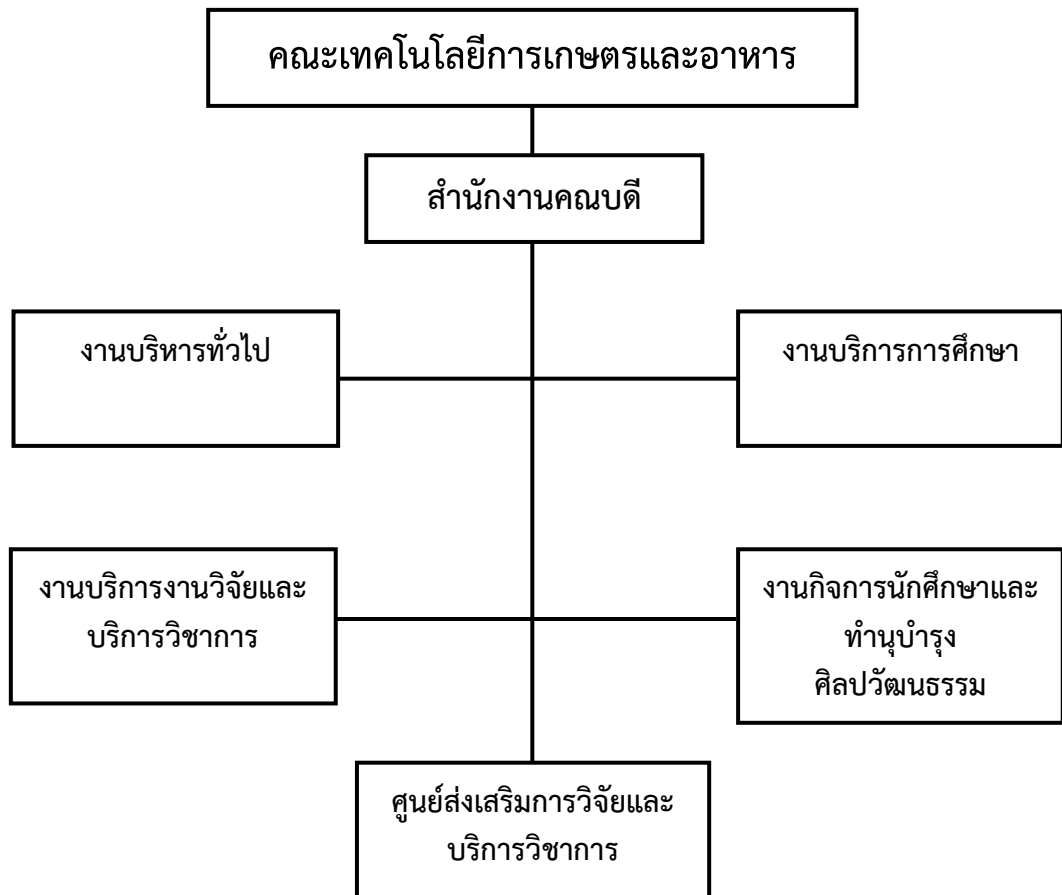 คณะเทคโนโลยีการเกษตรและอาหาร
สำนักงานคณบดี
งานบริหารทั่วไป
งานบริการการศึกษา
งานบริการงานวิจัยและ
บริการวิชาการ
งานกิจการนักศึกษาและ
ทำนุบำรุง
ศิลปวัฒนธรรม
ศูนย์ส่งเสริมการวิจัยและ
บริการวิชาการ